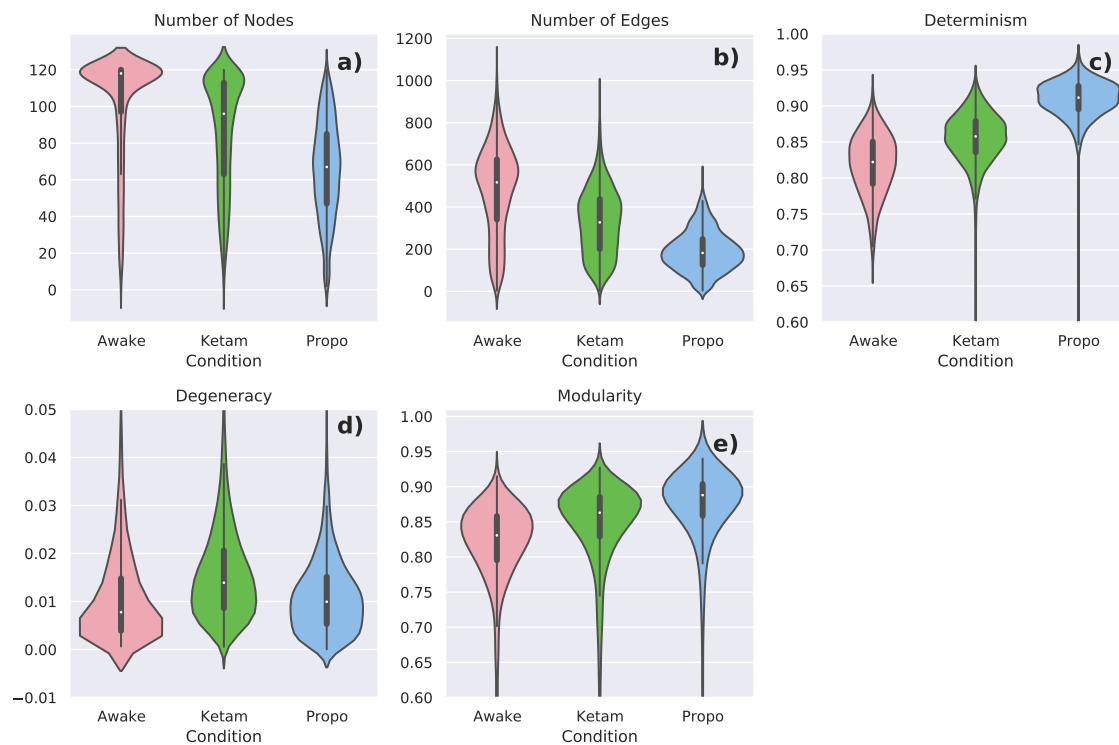 Number of Nodes
a)
120
100
80
60
40
20
0
Awake Ketam Propo
Condition
Number of Edges
b)
1200
1000
800
600
400
200
0
Awake Ketam Propo
Condition
Determinism
c)
1.00
0.95
0.90
0.85
0.80
0.75
0.70
0.65
0.60
Awake Ketam Propo
Condition
Degeneracy
d)
0.05
0.04
0.03
0.02
0.01
0.00
−0.01
Awake Ketam Propo
Condition
Modularity
e)
1.00
0.95
0.90
0.85
0.80
0.75
0.70
0.65
0.60
Awake Ketam Propo
Condition